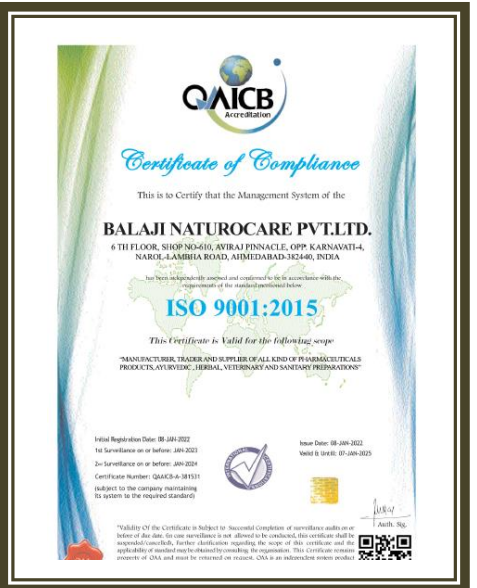 QAICB
Accreditation
Certificate of Compliance
This is to Certify that the Management System of the
BALAJI NATUROCARE PVT.LTD.
6 TH FLOOR, SHOP NO-610, AVIRAJ PINNACLE, OPP. KARNAVATI-4,
NAROL-LAMBHA ROAD, AHMEDABAD-382440, INDIA
has been independently assessed and confirmed to be in accordance with the
requirements of the standard mentioned below
ISO 9001:2015
This Certificate is Valid for the following scope
"MANUFACTURER, TRADER AND SUPPLIER OF ALL KIND OF PHARMACEUTICALS
PRODUCTS, AYURVEDIC , HERBAL, VETERINARY AND SANITARY PREPARATIONS"
Initial Registration Date: 08-JAN-2022
1st Surveillance on or before: JAN-2023
2nd Surveillance on or before: JAN-2024
Certificate Number: QAAICB-A-381531
(subject to the company maintaining
its system to the required standard)
Issue Date: 08-JAN-2022
Valid & Until: 07-JAN-2025
Auth. Sig.
"Validity Of the Certificate is Subject to Successful Completion of surveillance audits on or
before of due date. (in case surveillance is not allowed to be conducted, this certificate shall be
suspended/cancelled), Further clarification regarding the scope of this certificate and the
applicability of standard may be obtained by consulting the organisation. This Certificate remains
property of OAA and must be returned on request. OAA is an independent system product